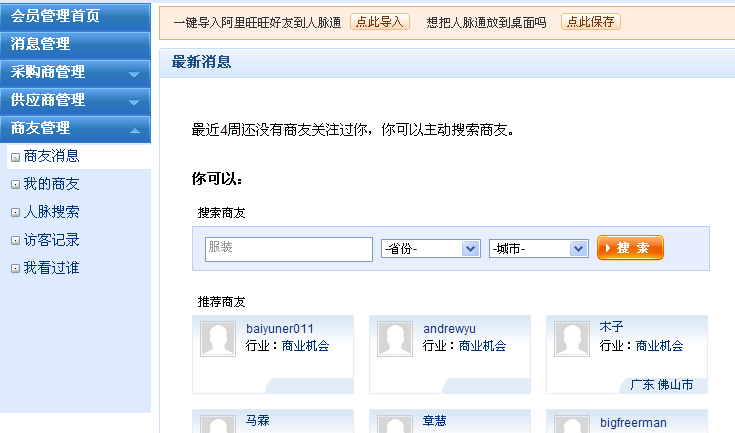 会员管理首页
消息管理
采购商管理
供应商管理
商友管理
商友消息
我的商友
人脉搜索
访客记录
我看过谁
一键导入阿里旺旺好友到人脉通 点此导入 想把人脉通放到桌面吗 点此保存
最新消息
最近4周还没有商友关注过你，你可以主动搜索商友。
你可以：
搜索商友
服装 -省份- -城市- 搜 索
推荐商友
baiyuner011
行业：商业机会
andrewyu
行业：商业机会
术子
行业：商业机会
广东 佛山市
马霖
章慧
bigfreerman